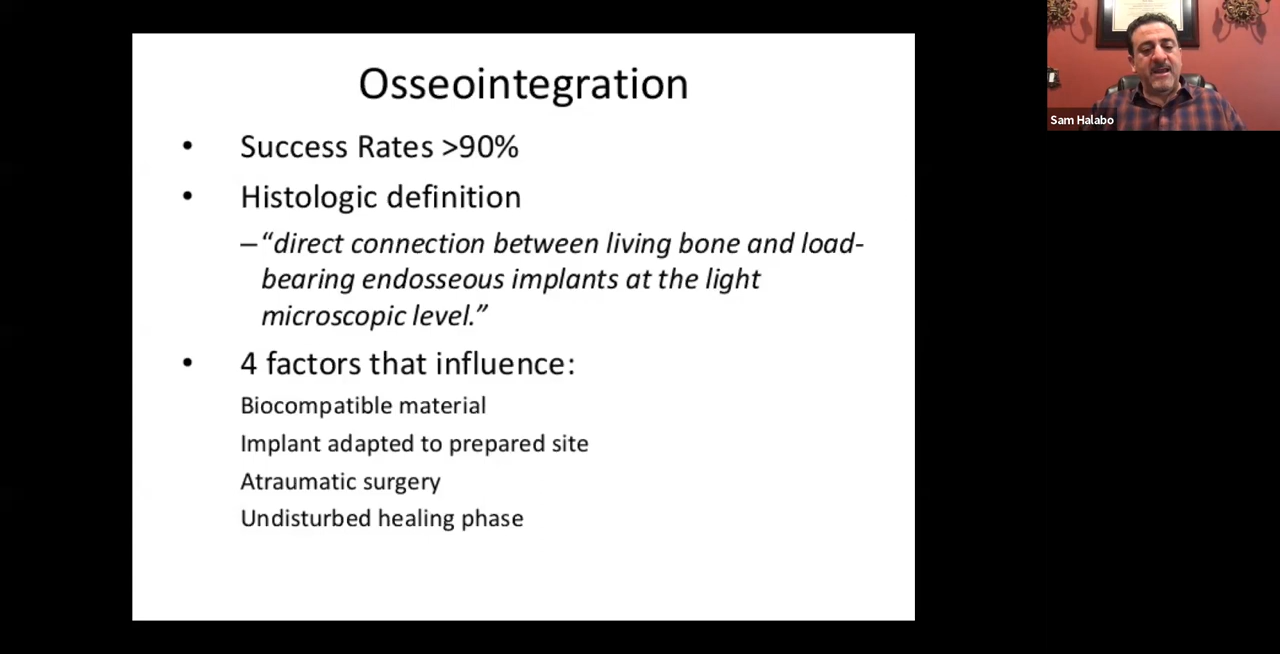 Osseointegration
• Success Rates >90%
• Histologic definition
–“direct connection between living bone and load-
bearing endosseous implants at the light
microscopic level.”
• 4 factors that influence:
Biocompatible material
Implant adapted to prepared site
Atraumatic surgery
Undisturbed healing phase
Sam Halabo